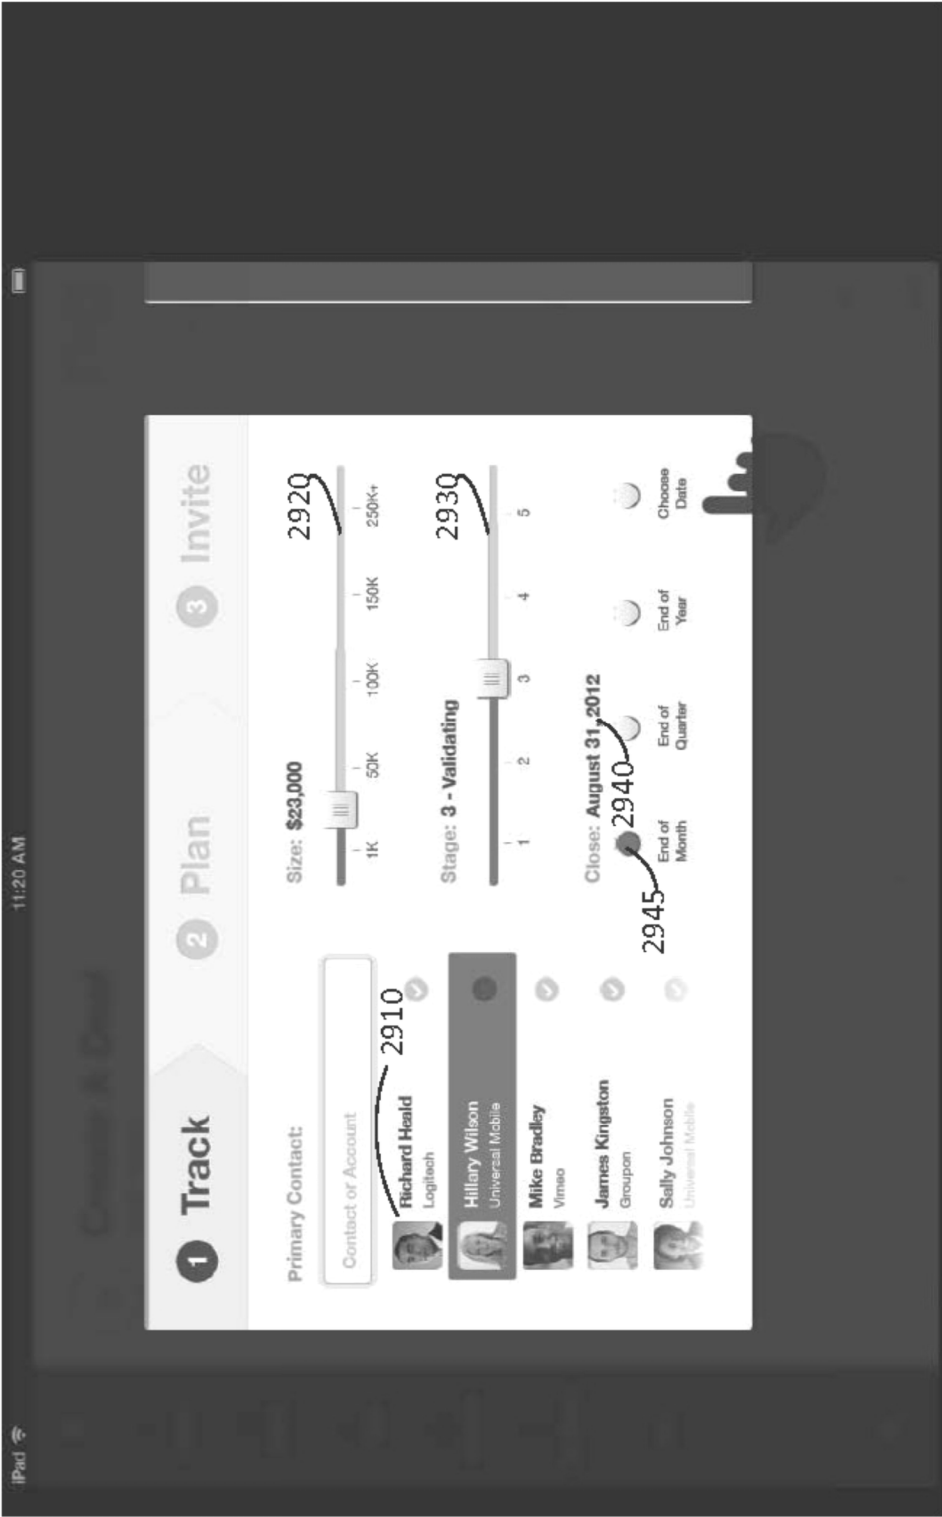 iPad
11:20 AM
Create A Deal
1 Track
2 Plan
3 Invite
Primary Contact:
Contact or Account
2910
Richard Heald
Logitech
Hillary Wilson
Universal Mobile
Mike Bradley
Vimeo
James Kingston
Groupon
Sally Johnson
Universal Mobile
Size: $23,000
2920
1K 50K 100K 150K 250K+
Stage: 3 - Validating
2930
1 2 3 4 5
Close: August 31, 2012
2940
2945
End of
Month
End of
Quarter
End of
Year
Choose
Date